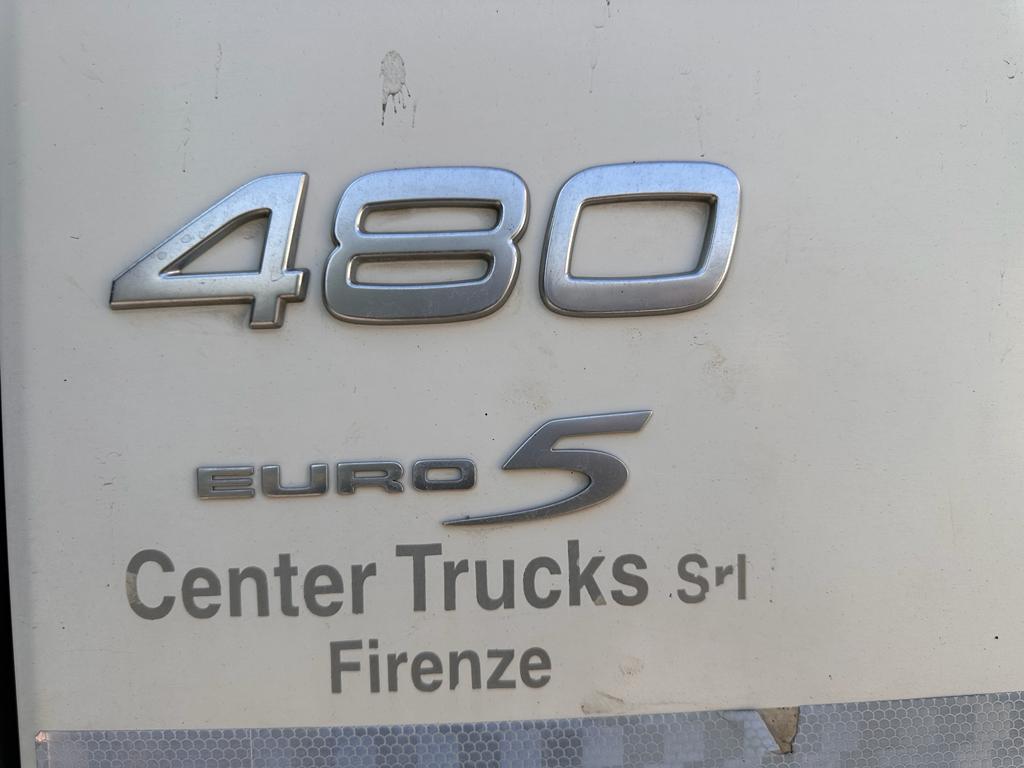 480
EURO 5
Center Trucks Srl
Firenze